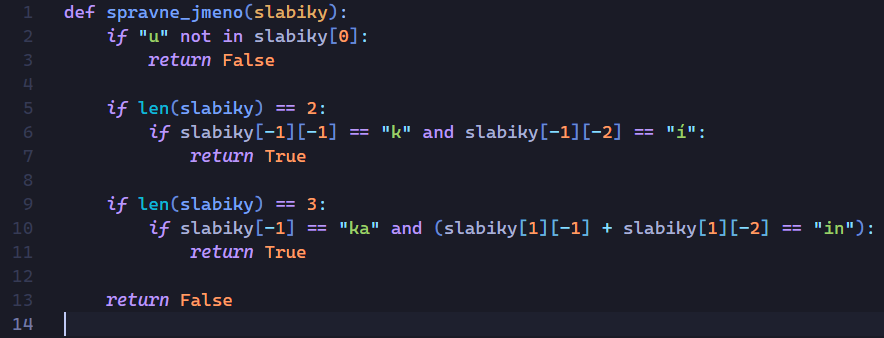 1 def spravne_jmeno(slabiky):
2     if "u" not in slabiky[0]:
3         return False
4
5     if len(slabiky) == 2:
6         if slabiky[-1][-1] == "k" and slabiky[-1][-2] == "í":
7             return True
8
9     if len(slabiky) == 3:
10         if slabiky[-1] == "ka" and (slabiky[1][-1] + slabiky[1][-2] == "in"):
11             return True
12
13     return False
14